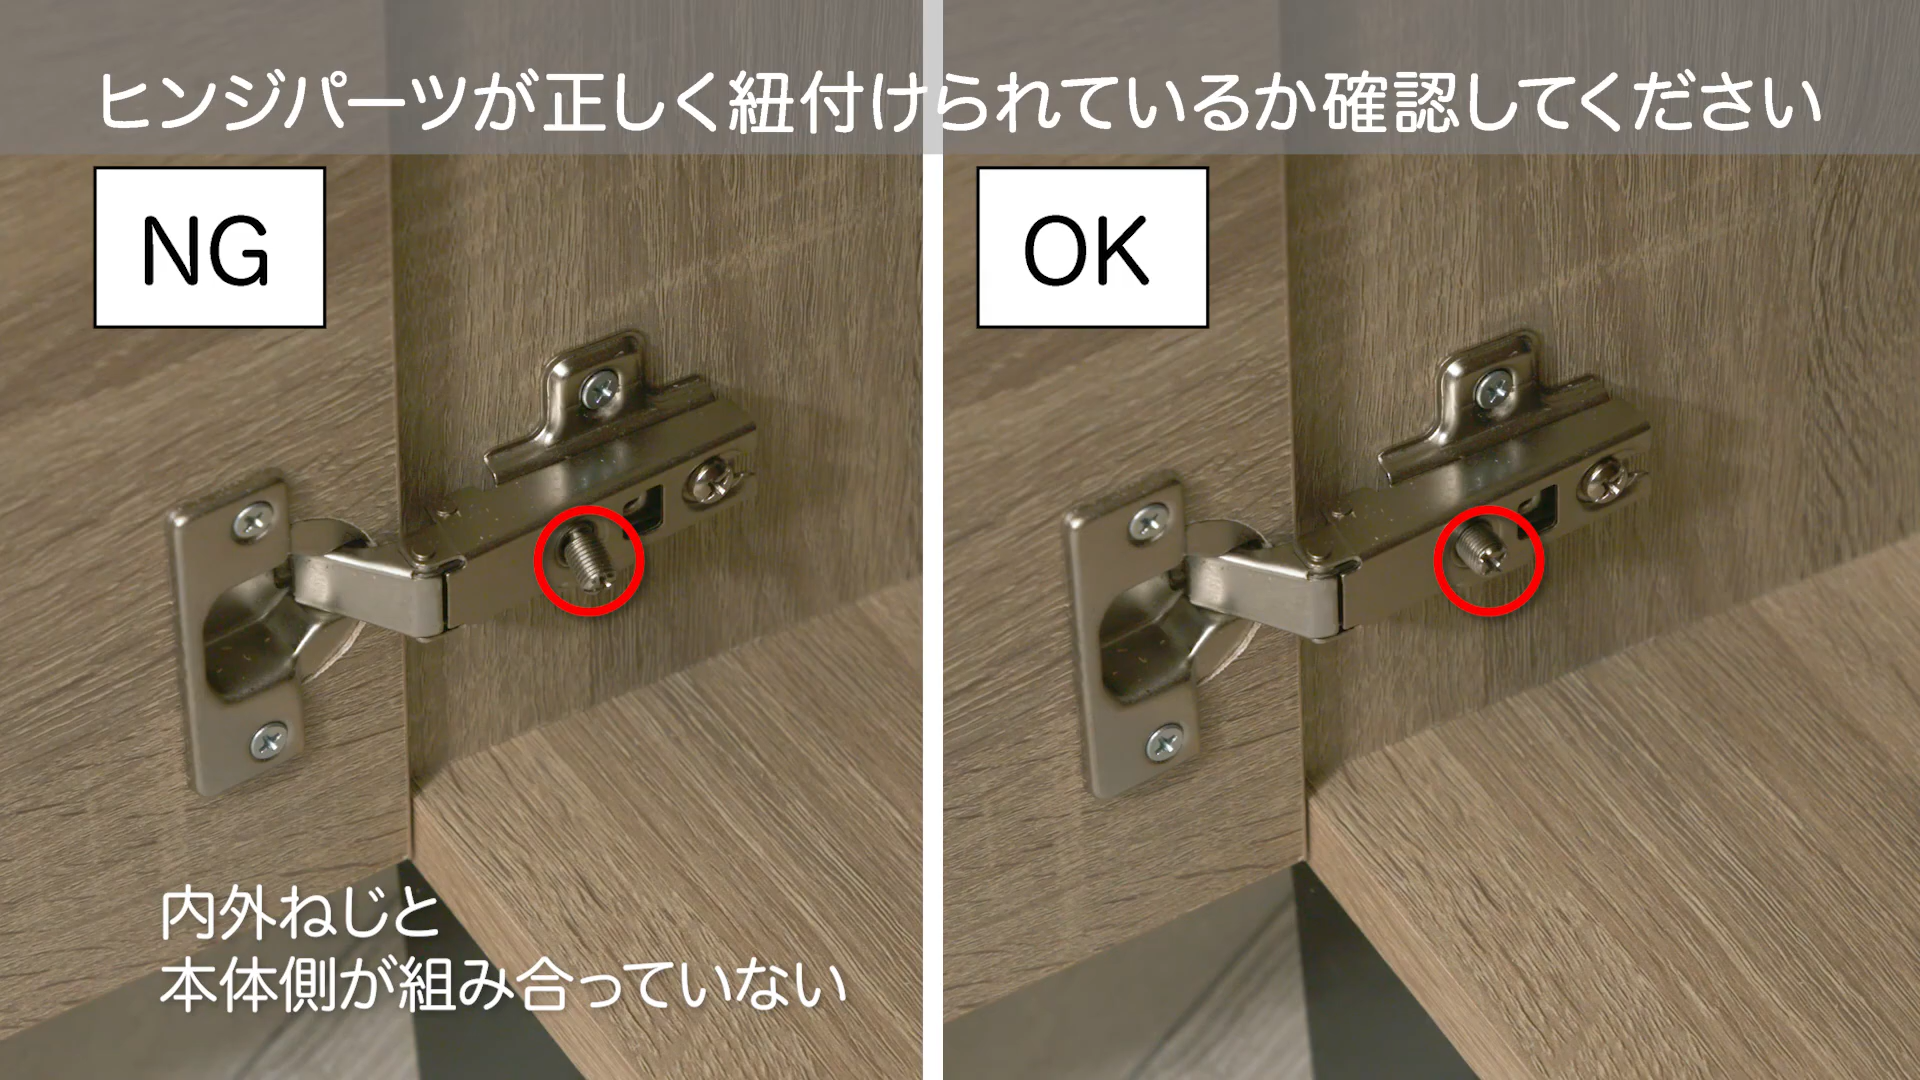 ヒンジパーツが正しく紐付けられているか確認してください
NG
OK
内外ねじと
本体側が組み合っていない